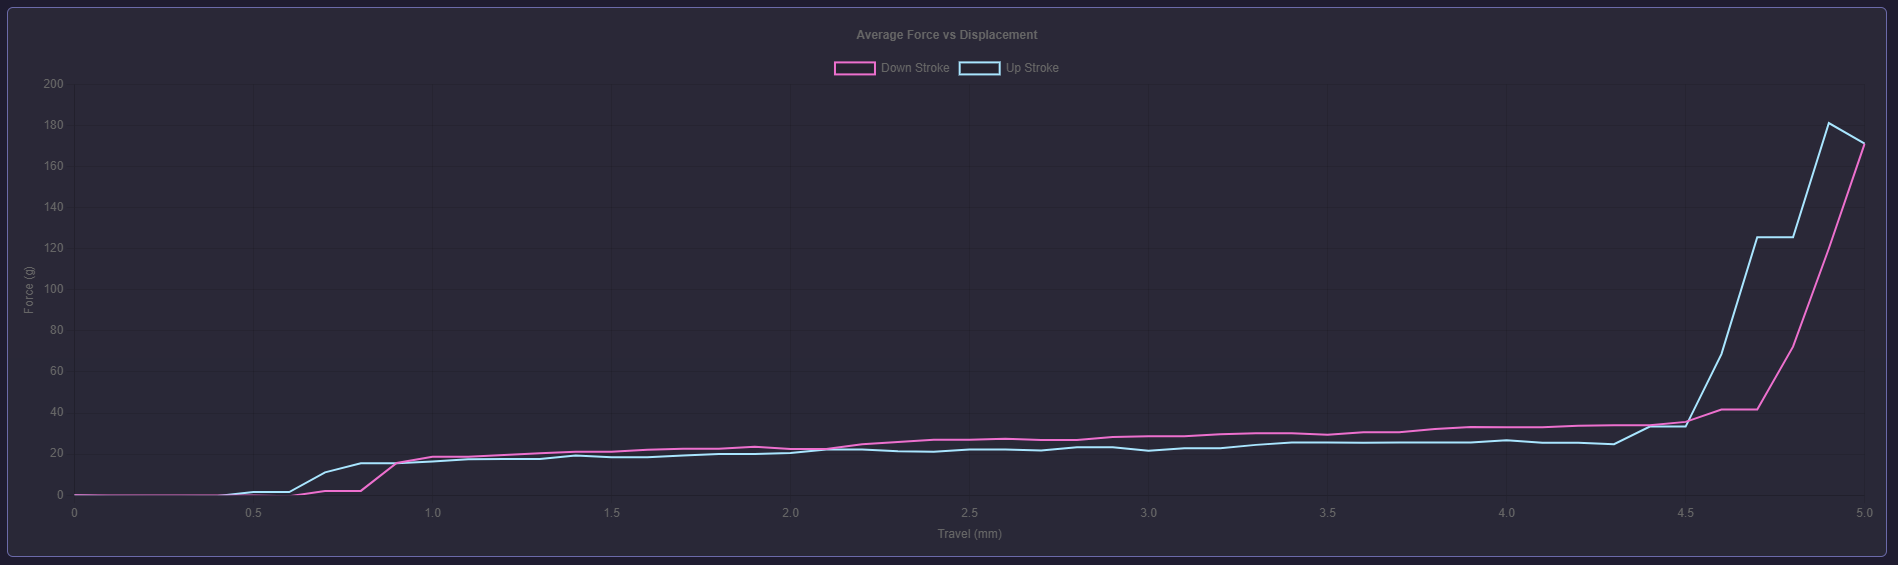 Average Force vs Displacement
Down Stroke Up Stroke
200
180
160
140
120
100
80
60
40
20
0
Force (g)
0 0.5 1.0 1.5 2.0 2.5 3.0 3.5 4.0 4.5 5.0
Travel (mm)